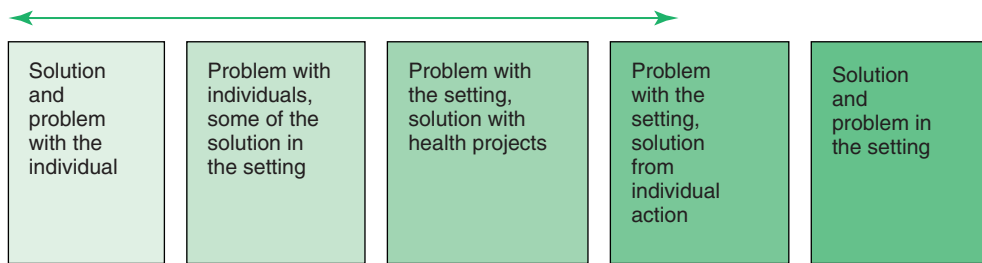 Solution
and
problem
with the
individual
Problem with
individuals,
some of the
solution in
the setting
Problem with
the setting,
solution with
health projects
Problem
with the
setting,
solution
from
individual
action
Solution
and
problem in
the setting